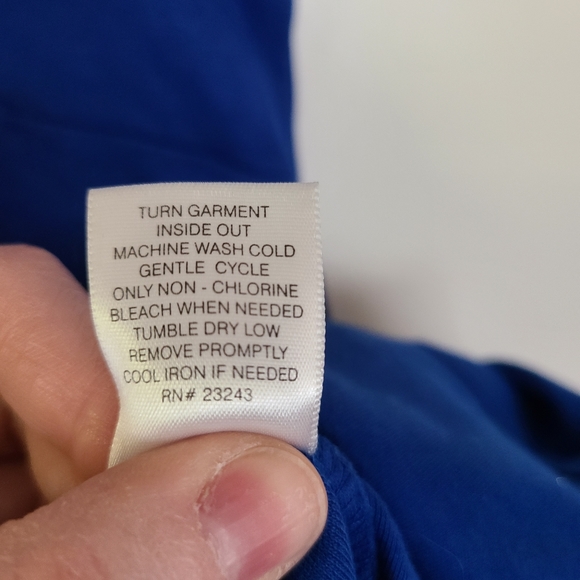 TURN GARMENT
INSIDE OUT
MACHINE WASH COLD
GENTLE CYCLE
ONLY NON - CHLORINE
BLEACH WHEN NEEDED
TUMBLE DRY LOW
REMOVE PROMPTLY
COOL IRON IF NEEDED
RN# 23243